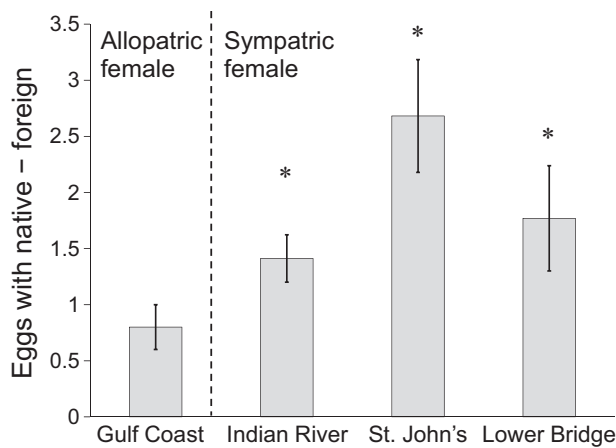 Eggs with native – foreign
3.5
3
2.5
2
1.5
1
0.5
0
Allopatric
female
Sympatric
female
*
*
*
Gulf Coast
Indian River
St. John's
Lower Bridge